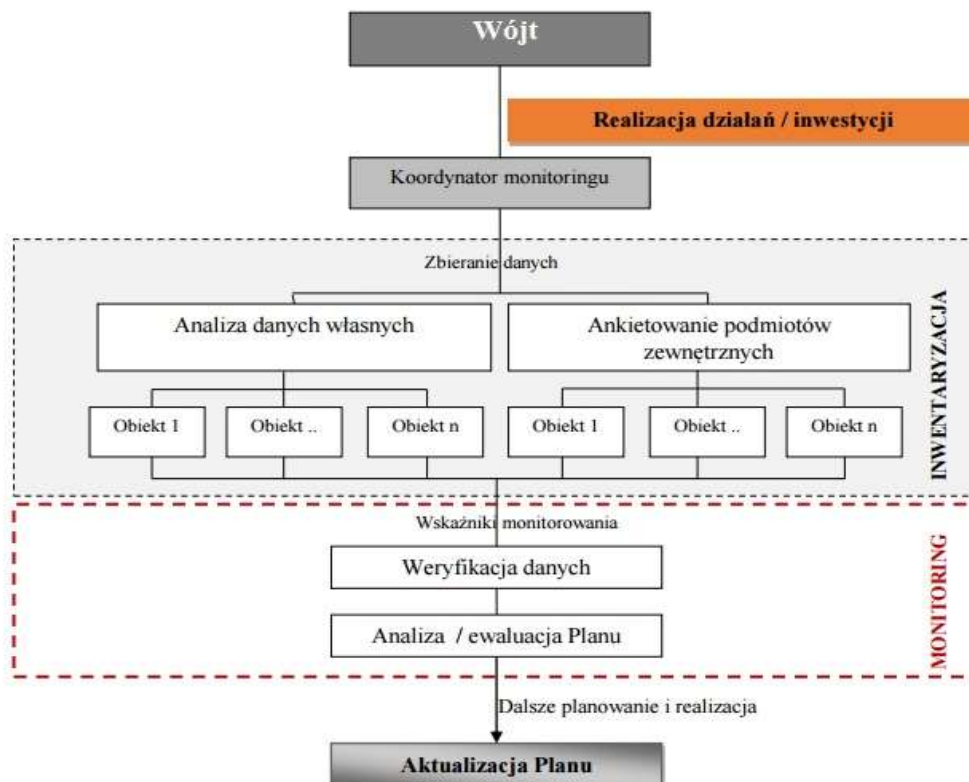 Wójt
Realizacja działań / inwestycji
Koordynator monitoringu
Zbieranie danych
Analiza danych własnych
Ankietowanie podmiotów
zewnętrznych
Obiekt 1
Obiekt ..
Obiekt n
Obiekt 1
Obiekt ..
Obiekt n
INWENTARYZACJA
Wskaźniki monitorowania
Weryfikacja danych
Analiza / ewaluacja Planu
MONITORING
Dalsze planowanie i realizacja
Aktualizacja Planu